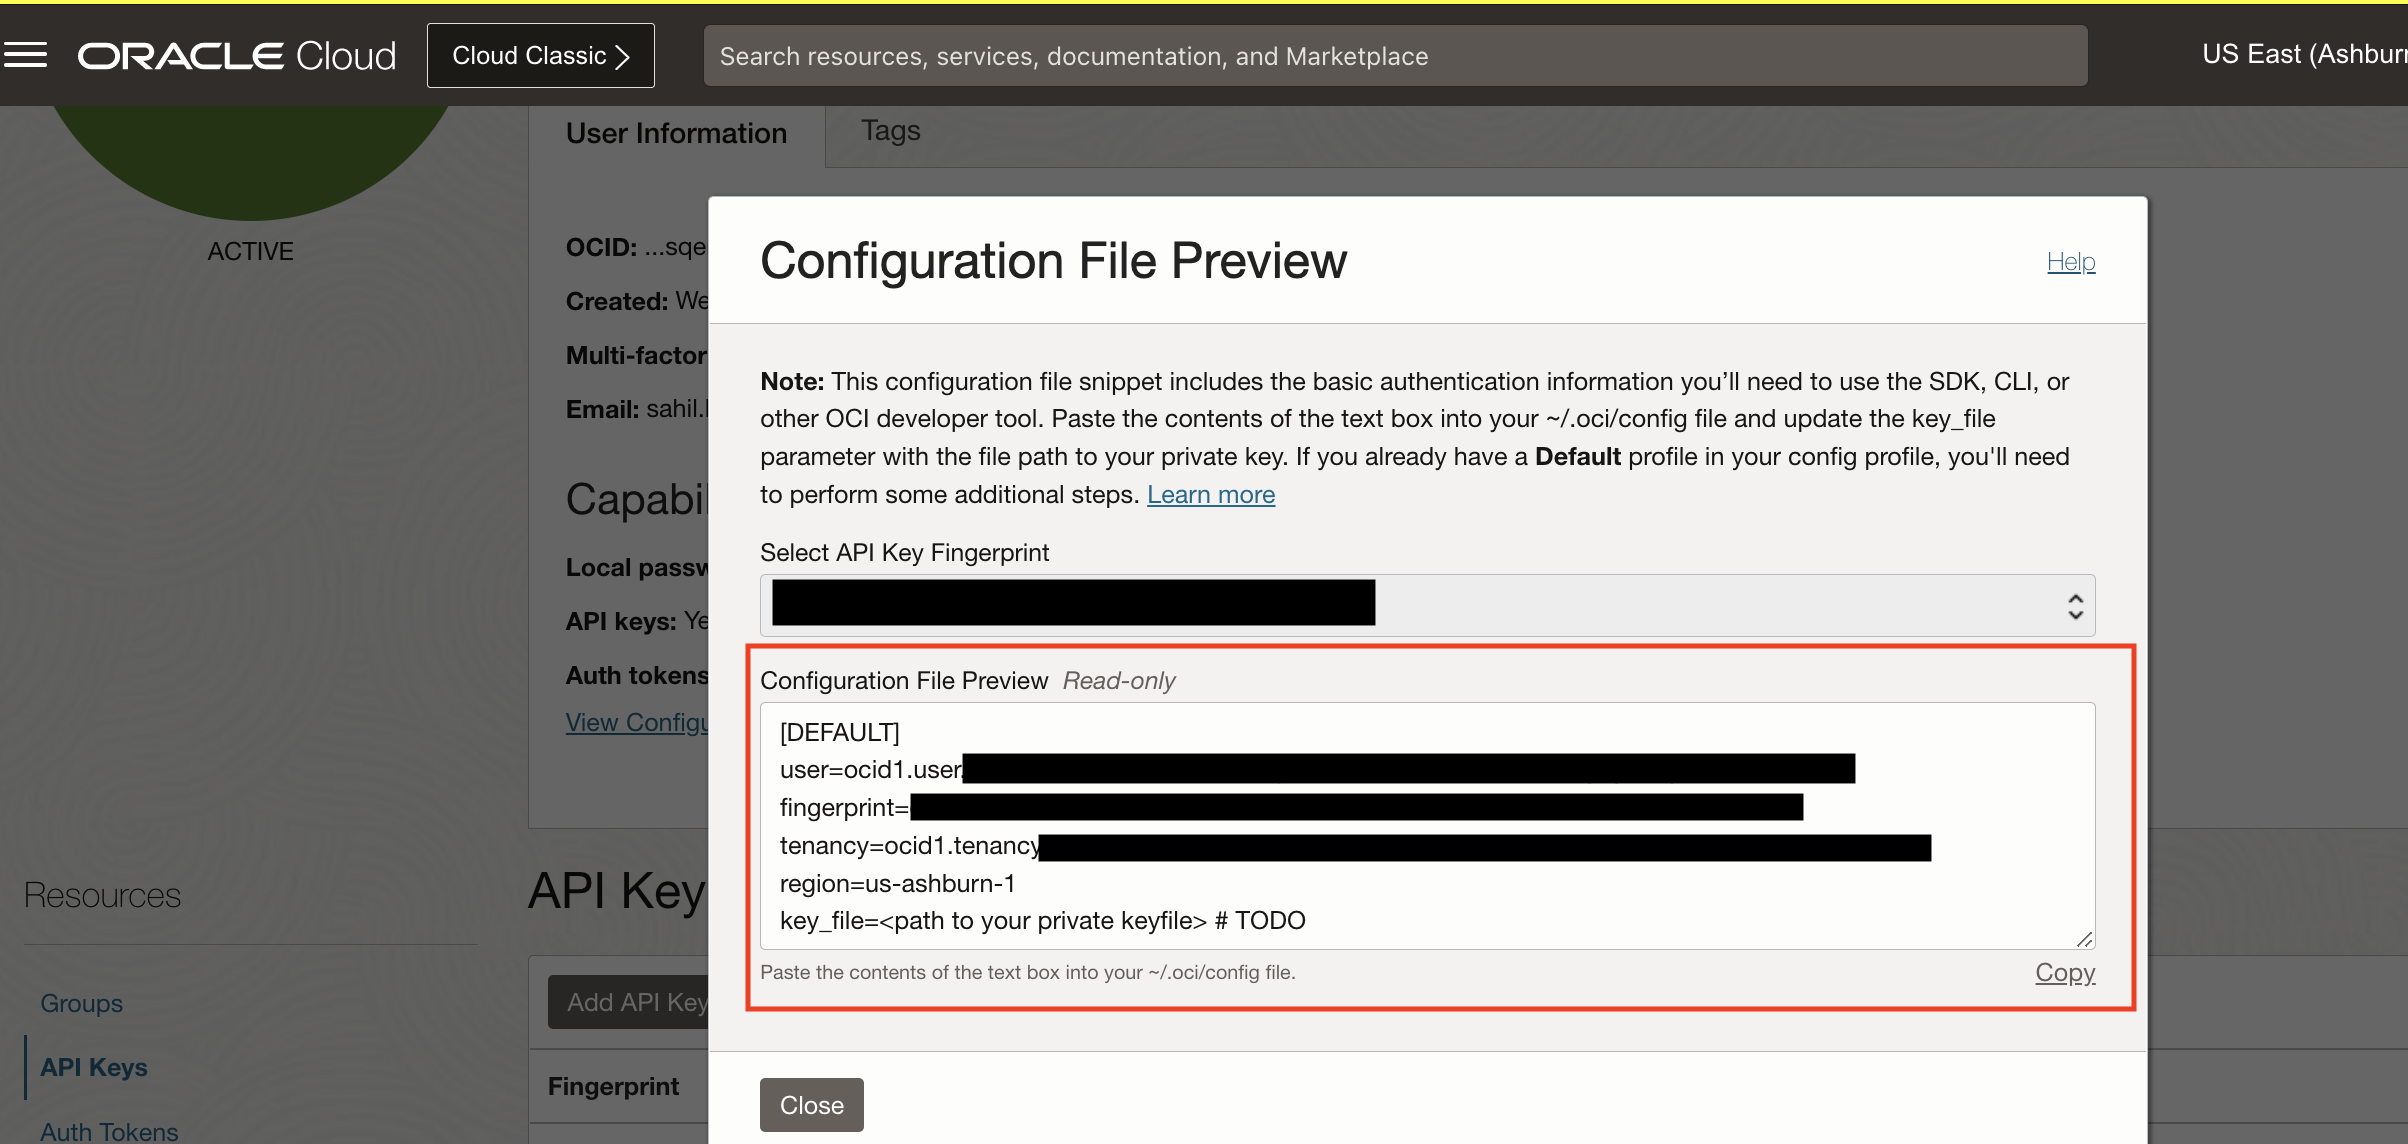 ORACLE Cloud
Cloud Classic
Search resources, services, documentation, and Marketplace
US East (Ashburn
ACTIVE
User Information
Tags
OCID: ...sqe
Created: We
Multi-factor
Email: sahil.
Capabil
Local passw
API keys: Ye
Auth tokens
View Configu
Configuration File Preview
Help
Note: This configuration file snippet includes the basic authentication information you’ll need to use the SDK, CLI, or
other OCI developer tool. Paste the contents of the text box into your ~/.oci/config file and update the key_file
parameter with the file path to your private key. If you already have a Default profile in your config profile, you'll need
to perform some additional steps. Learn more
Select API Key Fingerprint
Configuration File Preview Read-only
[DEFAULT]
user=ocid1.user.
fingerprint=
tenancy=ocid1.tenancy
region=us-ashburn-1
key_file=<path to your private keyfile> # TODO
Paste the contents of the text box into your ~/.oci/config file.
Copy
Close
Resources
Groups
API Keys
Auth Tokens
API Key
Add API Key
Fingerprint